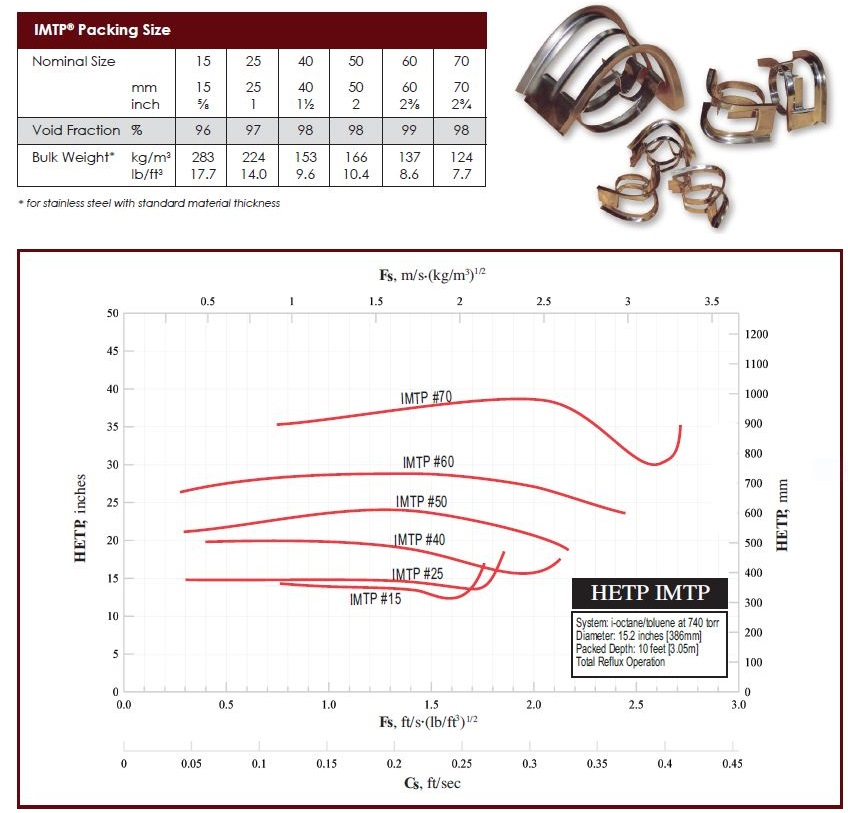 IMTP® Packing Size
Nominal Size 15 25 40 50 60 70
mm 15 25 40 50 60 70
inch ⅝ 1 1½ 2 2⅜ 2¾
Void Fraction % 96 97 98 98 99 98
Bulk Weight* kg/m³ 283 224 153 166 137 124
lb/ft³ 17.7 14.0 9.6 10.4 8.6 7.7
* for stainless steel with standard material thickness
Fs, m/s·(kg/m³)¹/²
0.5 1 1.5 2 2.5 3 3.5
50
45
40
35
30
25
20
15
10
5
0
HETP, inches
1200
1100
1000
900
800
700
600
500
400
300
200
100
0
HETP, mm
IMTP #70
IMTP #60
IMTP #50
IMTP #40
IMTP #25
IMTP #15
HETP IMTP
System: i-octane/toluene at 740 torr
Diameter: 15.2 inches [386mm]
Packed Depth: 10 feet [3.05m]
Total Reflux Operation
0.0 0.5 1.0 1.5 2.0 2.5 3.0
Fs, ft/s·(lb/ft³)¹/²
0 0.05 0.1 0.15 0.2 0.25 0.3 0.35 0.4 0.45
Cs, ft/sec